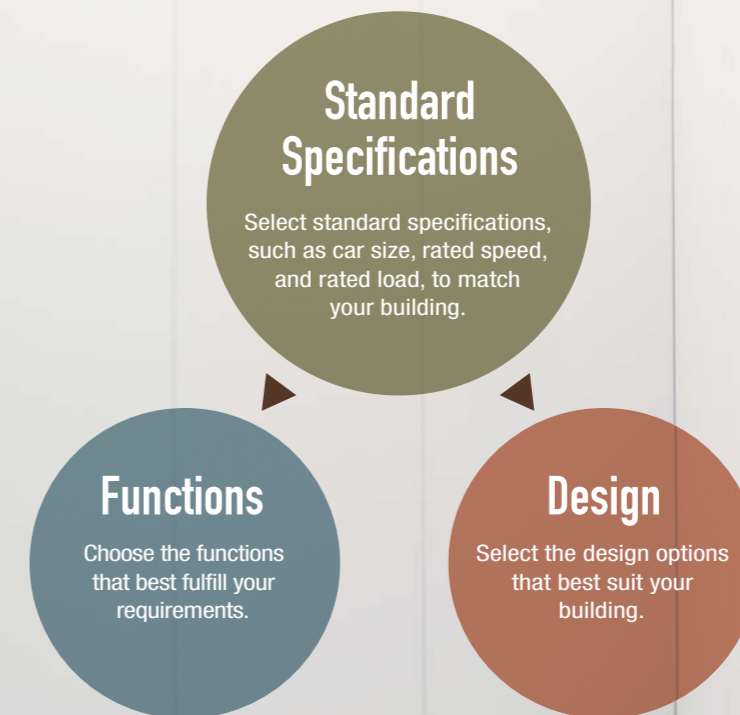 Standard
Specifications
Select standard specifications,
such as car size, rated speed,
and rated load, to match
your building.
Functions
Choose the functions
that best fulfill your
requirements.
Design
Select the design options
that best suit your
building.